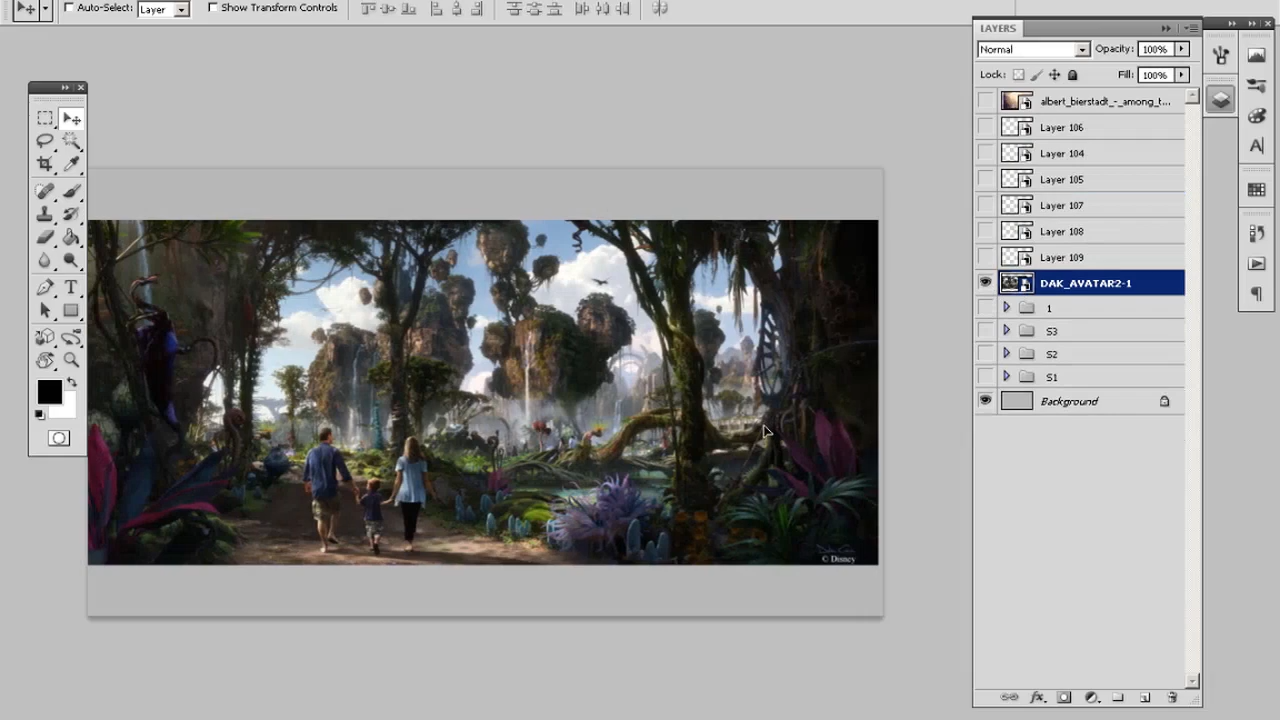 Auto-Select:
Layer
Show Transform Controls
LAYERS
Normal
Opacity: 100%
Lock:
Fill: 100%
albert_bierstadt_-_among_t...
Layer 106
Layer 104
Layer 105
Layer 107
Layer 108
Layer 109
DAK_AVATAR2-1
1
S3
S2
S1
Background
© Disney